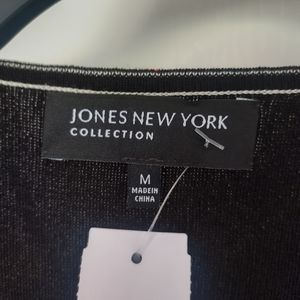 JONES NEW YORK
COLLECTION
M
MADE IN
CHINA